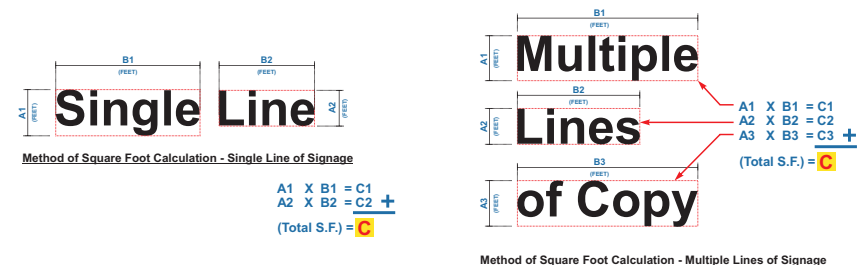 B1
(FEET)
B2
(FEET)
A1
(FEET)
Single Line
A2
(FEET)
Method of Square Foot Calculation - Single Line of Signage
A1 X B1 = C1
A2 X B2 = C2 +
(Total S.F.) = C
B1
(FEET)
A1
(FEET)
Multiple
B2
(FEET)
A2
(FEET)
Lines
B3
(FEET)
A3
(FEET)
of Copy
A1 X B1 = C1
A2 X B2 = C2
A3 X B3 = C3 +
(Total S.F.) = C
Method of Square Foot Calculation - Multiple Lines of Signage